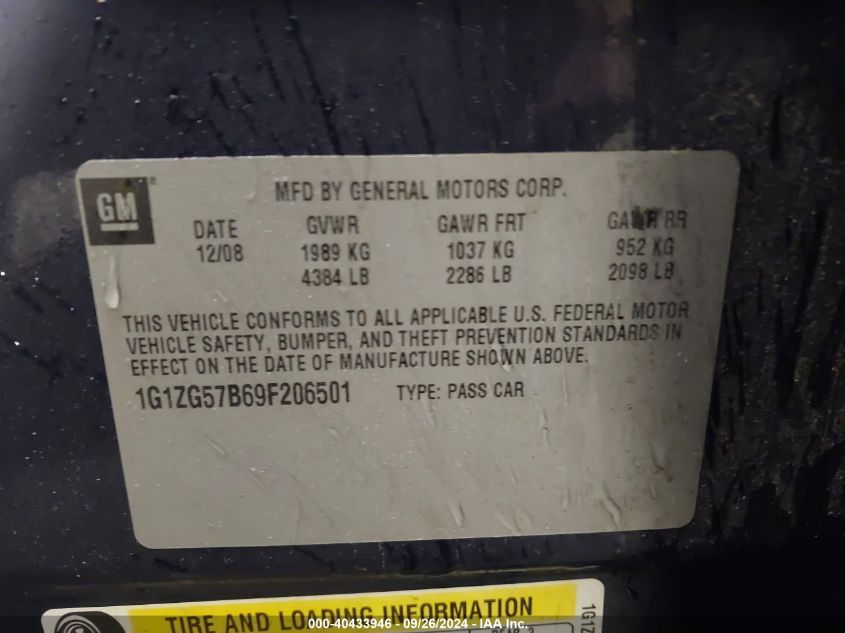 GM
MFD BY GENERAL MOTORS CORP.
DATE GVWR GAWR FRT GAWR RR
12/08 1989 KG 1037 KG 952 KG
4384 LB 2286 LB 2098 LB
THIS VEHICLE CONFORMS TO ALL APPLICABLE U.S. FEDERAL MOTOR
VEHICLE SAFETY, BUMPER, AND THEFT PREVENTION STANDARDS IN
EFFECT ON THE DATE OF MANUFACTURE SHOWN ABOVE.
1G1ZG57B69F206501 TYPE: PASS CAR
TIRE AND LOADING INFORMATION
1G1Z
000-40433946 - 09/26/2024 - IAA Inc.